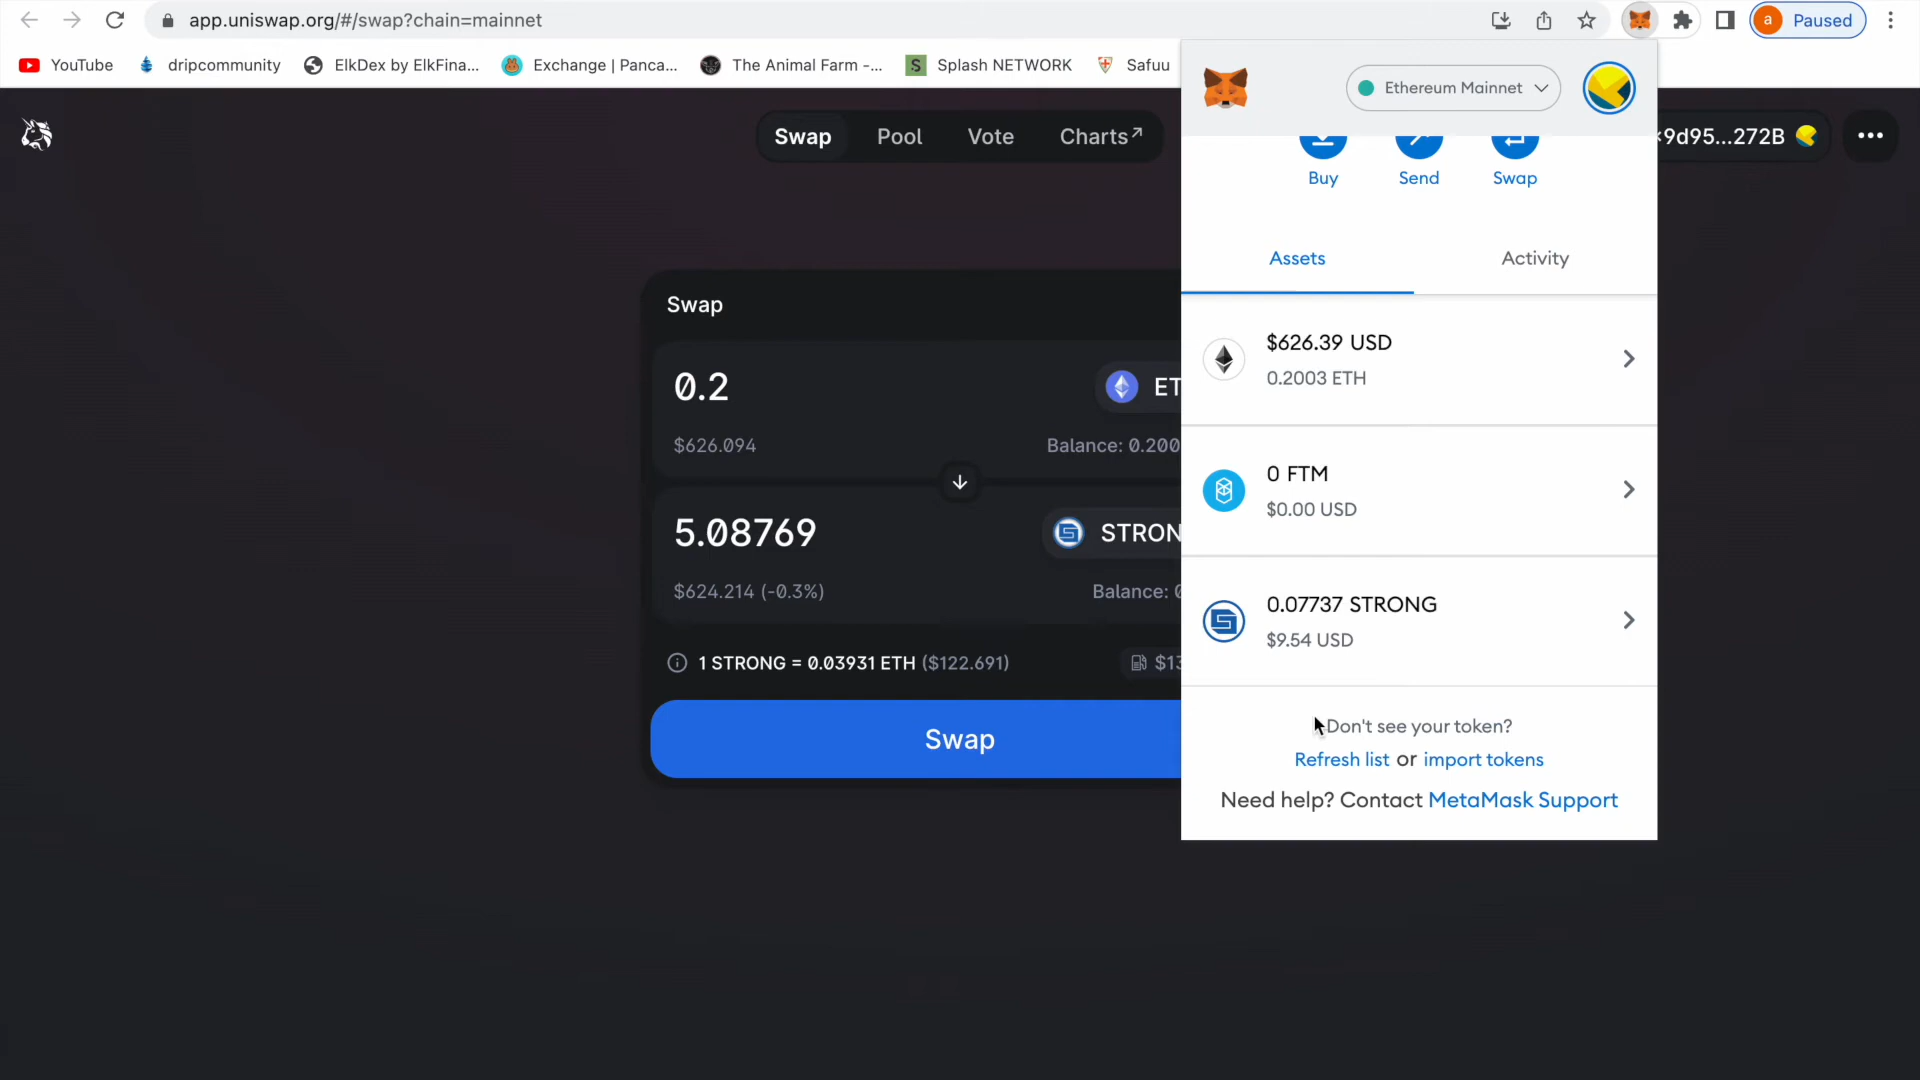 app.uniswap.org/#/swap?chain=mainnet
a Paused
YouTube dripcommunity ElkDex by ElkFina... Exchange | Panca... The Animal Farm -... S Splash NETWORK Safuu
Ethereum Mainnet
Swap Pool Vote Charts↗
9d95...272B
Buy Send Swap
Assets Activity
Swap
0.2
$626.094 Balance: 0.200
5.08769 STRON
$624.214 (-0.3%) Balance:
1 STRONG = 0.03931 ETH ($122.691)
Swap
$626.39 USD
0.2003 ETH
0 FTM
$0.00 USD
0.07737 STRONG
$9.54 USD
Don't see your token?
Refresh list or import tokens
Need help? Contact MetaMask Support